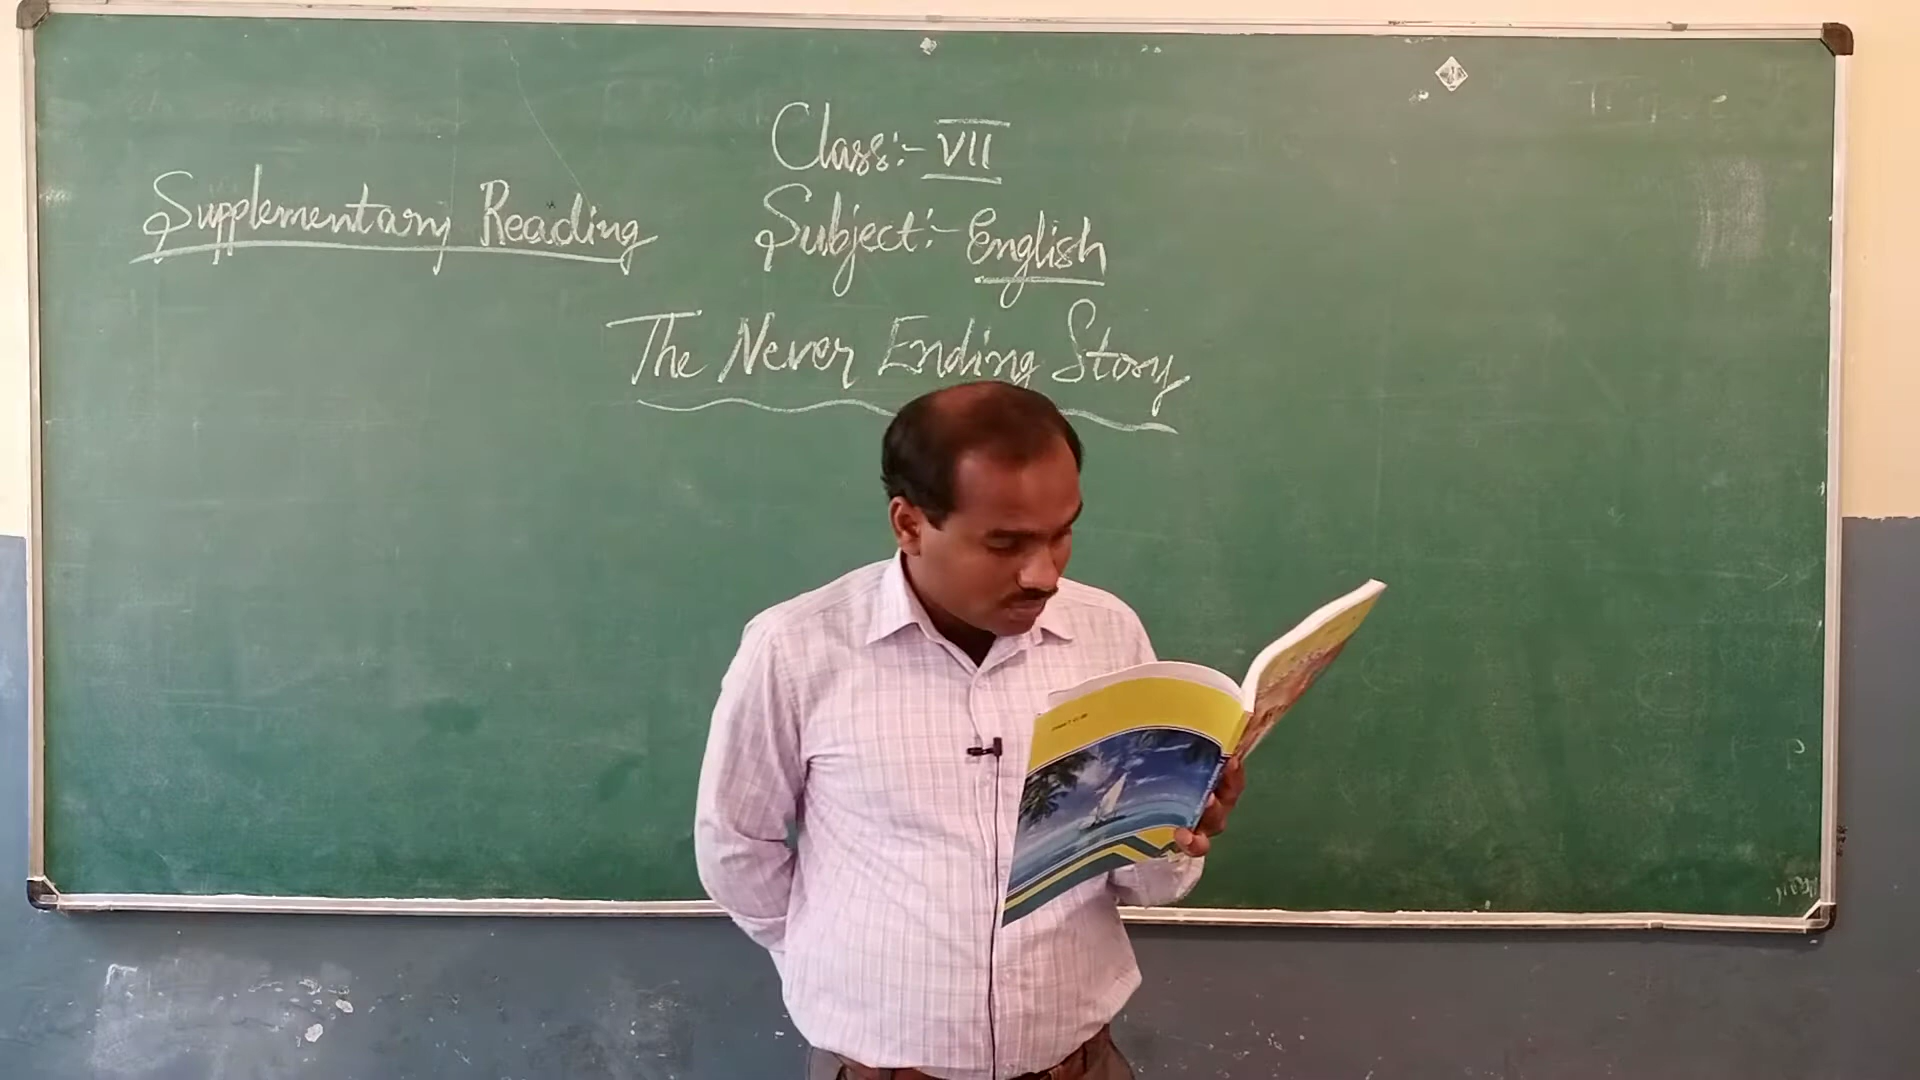 Class:- VII
Supplementary Reading
Subject:- English
The Never Ending Story